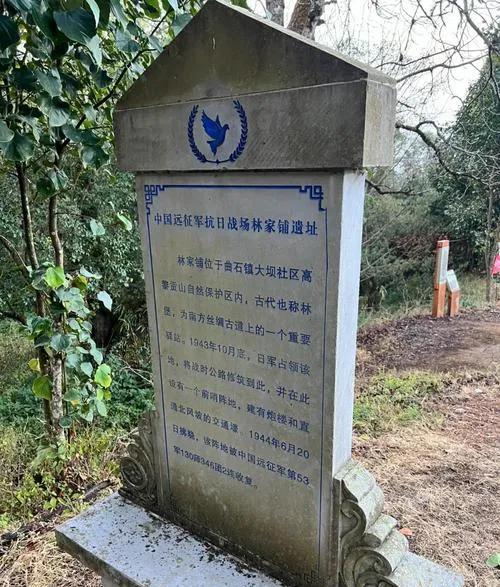 中国远征军抗日战场林家铺遗址
林家铺位于曲石镇大坝社区高
黎贡山自然保护区内，古代也称林
堡，为南方丝绸古道上的一个重要
驿站。1943年10月底，日军占领该
地，将战时公路修筑到此，并在此
设有一个前哨阵地，建有炮楼和直
通北风坡的交通壕。1944年6月20
日拂晓，该阵地被中国远征军第53
军130师346团2连收复。